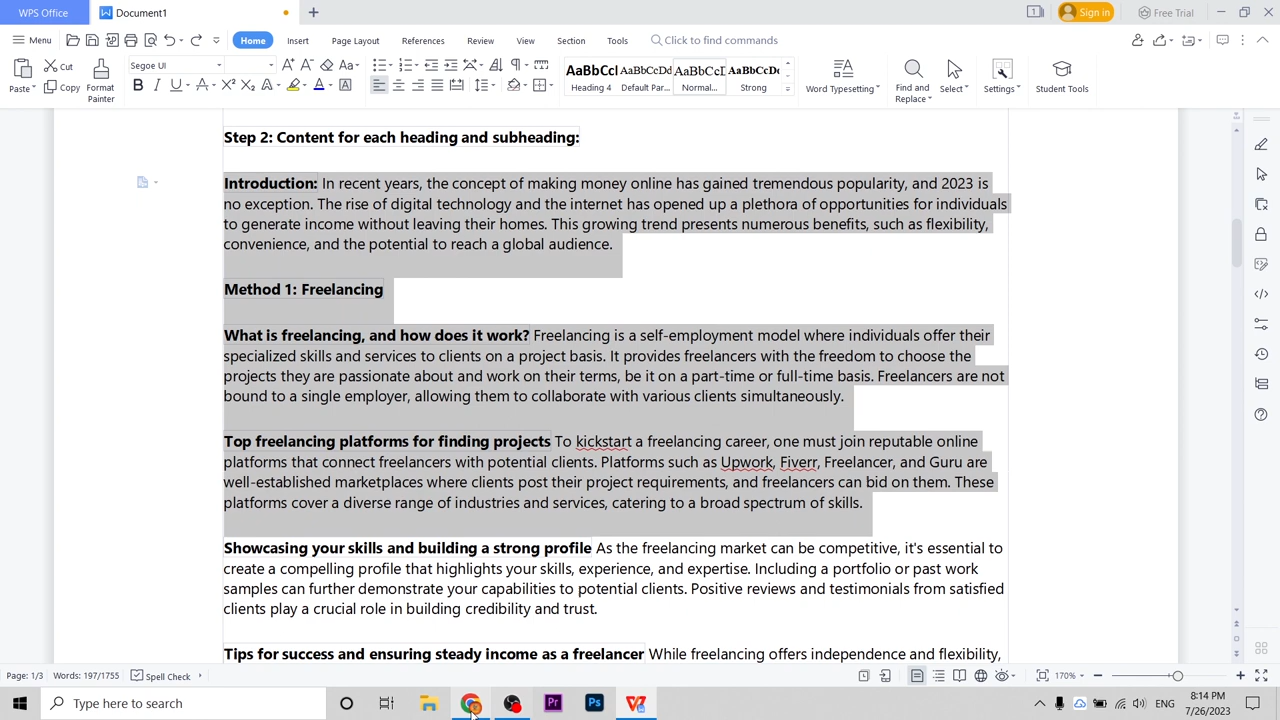 WPS Office
Document1
Sign in
Free Trial
Menu
Home
Insert
Page Layout
References
Review
View
Section
Tools
Click to find commands
Paste
Cut
Copy
Format
Painter
Segoe UI
AaBbCcl
AaBbCcDd
AaBbCcD
AaBbCcDc
Heading 4
Default Par...
Normal...
Strong
Word Typesetting
Find and
Replace
Select
Settings
Student Tools
Step 2: Content for each heading and subheading:
Introduction: In recent years, the concept of making money online has gained tremendous popularity, and 2023 is
no exception. The rise of digital technology and the internet has opened up a plethora of opportunities for individuals
to generate income without leaving their homes. This growing trend presents numerous benefits, such as flexibility,
convenience, and the potential to reach a global audience.
Method 1: Freelancing
What is freelancing, and how does it work? Freelancing is a self-employment model where individuals offer their
specialized skills and services to clients on a project basis. It provides freelancers with the freedom to choose the
projects they are passionate about and work on their terms, be it on a part-time or full-time basis. Freelancers are not
bound to a single employer, allowing them to collaborate with various clients simultaneously.
Top freelancing platforms for finding projects To kickstart a freelancing career, one must join reputable online
platforms that connect freelancers with potential clients. Platforms such as Upwork, Fiverr, Freelancer, and Guru are
well-established marketplaces where clients post their project requirements, and freelancers can bid on them. These
platforms cover a diverse range of industries and services, catering to a broad spectrum of skills.
Showcasing your skills and building a strong profile As the freelancing market can be competitive, it's essential to
create a compelling profile that highlights your skills, experience, and expertise. Including a portfolio or past work
samples can further demonstrate your capabilities to potential clients. Positive reviews and testimonials from satisfied
clients play a crucial role in building credibility and trust.
Tips for success and ensuring steady income as a freelancer While freelancing offers independence and flexibility,
Page: 1/3
Words: 197/1755
Spell Check
170%
Type here to search
ENG
8:14 PM
7/26/2023